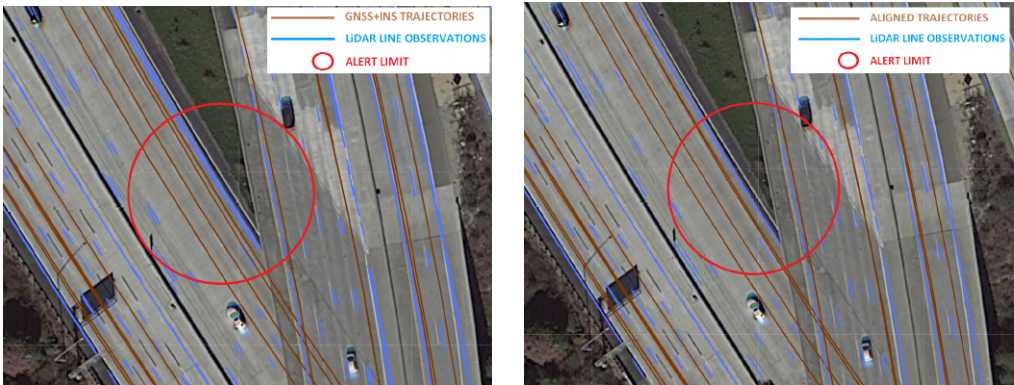 GNSS+INS TRAJECTORIES
LiDAR LINE OBSERVATIONS
ALERT LIMIT
ALIGNED TRAJECTORIES
LiDAR LINE OBSERVATIONS
ALERT LIMIT